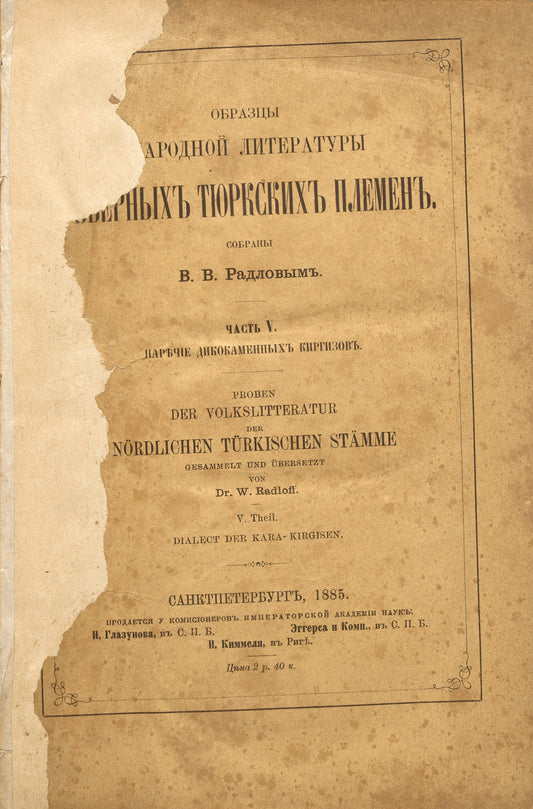 ОБРАЗЦЫ
АРОДНОЙ ЛИТЕРАТУРЫ
ВЕРНЫХЪ ТЮРКСКИХЪ ПЛЕМЕНЪ.
СОБРАНЫ
В. В. Радловымъ.
ЧАСТЬ V.
НАРѢЧІЕ ДИКОКАМЕННЫХЪ КИРГИЗОВЪ.
PROBEN
DER VOLKSLITTERATUR
DER
NÖRDLICHEN TÜRKISCHEN STÄMME
GESAMMELT UND ÜBERSETZT
VON
Dr. W. Radloff.
V. Theil.
DIALECT DER KARA-KIRGISEN.
САНКТПЕТЕРБУРГЪ, 1885.
ПРОДАЕТСЯ У КОМИСІОНЕРОВЪ ИМПЕРАТОРСКОЙ АКАДЕМІИ НАУКЪ:
И. Глазунова, въ С. П. Б. Эггерса и Комп., въ С. П. Б.
Н. Киммеля, въ Ригѣ.
Цѣна 2 р. 40 к.